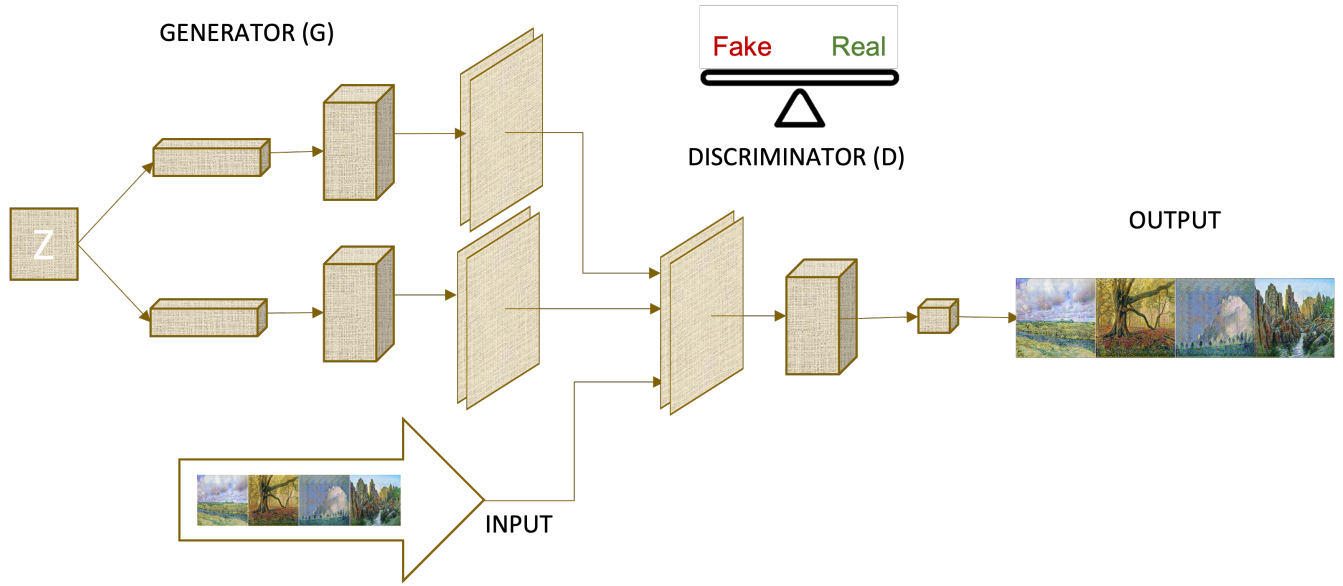 GENERATOR (G)
Fake Real
DISCRIMINATOR (D)
Z
OUTPUT
INPUT